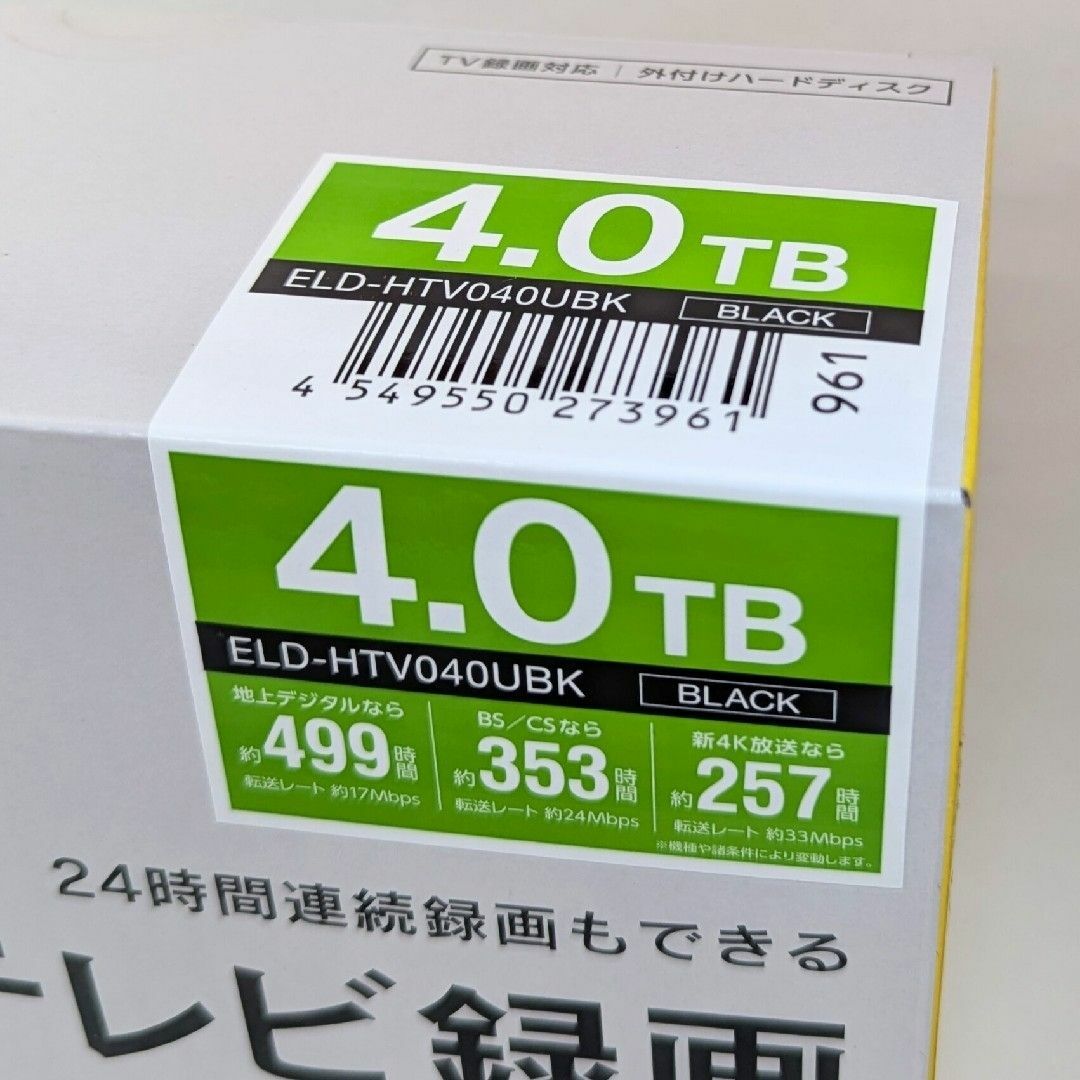 TV録画対応 | 外付けハードディスク
4.0TB
ELD-HTV040UBK BLACK
4 549550 273961
961
4.0TB
ELD-HTV040UBK BLACK
地上デジタルなら
約499時間
転送レート 約17Mbps
BS/CSなら
約353時間
転送レート 約24Mbps
新4K放送なら
約257時間
転送レート 約33Mbps
※機種や諸条件により変動します。
24時間連続録画もできる
テレビ録画